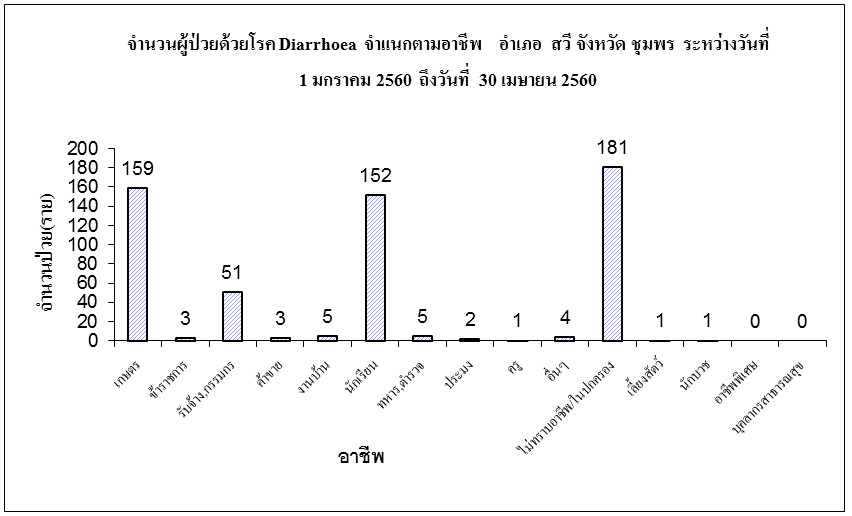 จำนวนผู้ป่วยด้วยโรค Diarrhoea จำแนกตามอาชีพ อำเภอ สวี จังหวัด ชุมพร ระหว่างวันที่
1 มกราคม 2560 ถึงวันที่ 30 เมษายน 2560
จำนวนป่วย(ราย)
200
180
160
140
120
100
80
60
40
20
0
159
3
51
3
5
152
5
2
1
4
181
1
1
0
0
เกษตร
ข้าราชการ
รับจ้าง,กรรมกร
ค้าขาย
งานบ้าน
นักเรียน
ทหาร,ตำรวจ
ประมง
ครู
อื่นๆ
ไม่ทราบอาชีพ/ในปกครอง
เลี้ยงสัตว์
นักบวช
อาชีพพิเศษ
บุคลากรสาธารณสุข
อาชีพ